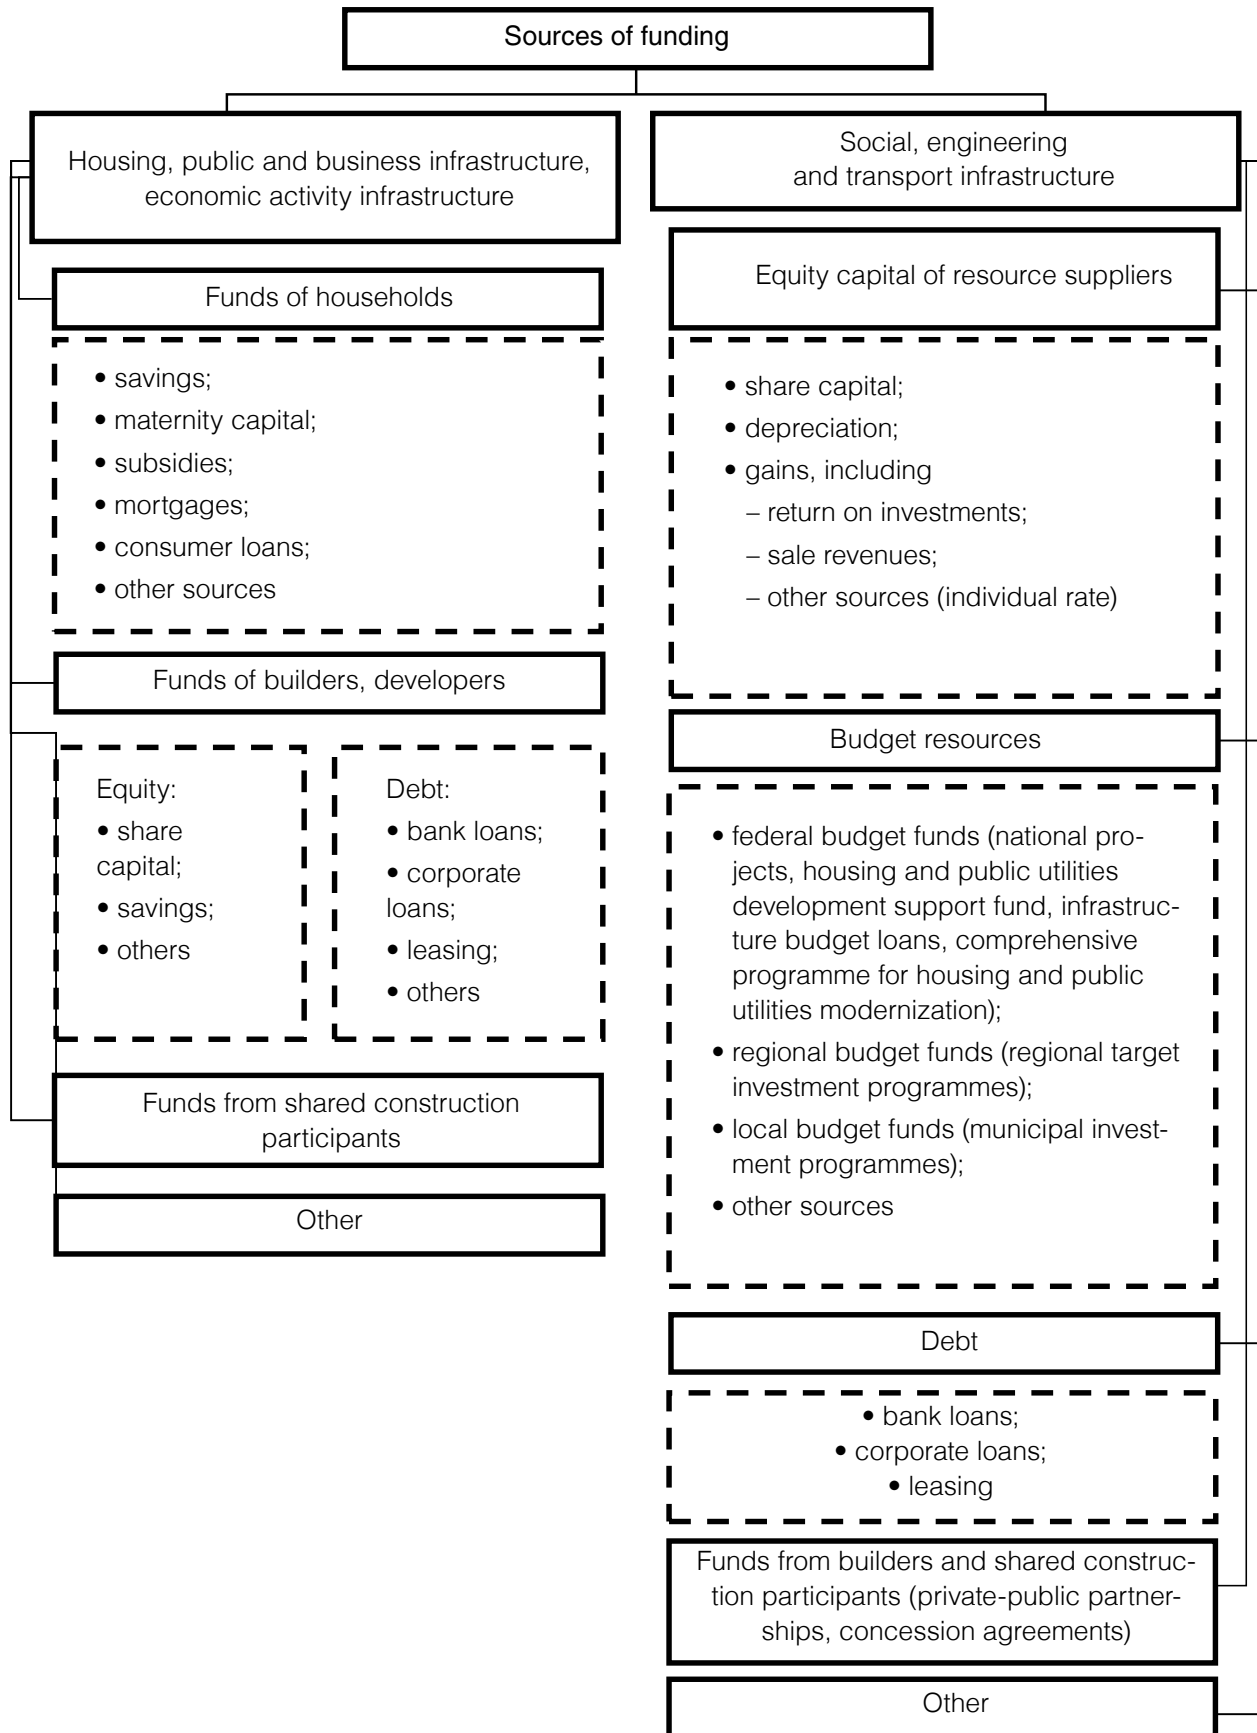 Sources of funding
Housing, public and business infrastructure,
economic activity infrastructure
Funds of households
• savings;
• maternity capital;
• subsidies;
• mortgages;
• consumer loans;
• other sources
Funds of builders, developers
Equity:
• share
capital;
• savings;
• others
Debt:
• bank loans;
• corporate
loans;
• leasing;
• others
Funds from shared construction
participants
Other
Social, engineering
and transport infrastructure
Equity capital of resource suppliers
• share capital;
• depreciation;
• gains, including
– return on investments;
– sale revenues;
– other sources (individual rate)
Budget resources
• federal budget funds (national pro-
jects, housing and public utilities
development support fund, infrastruc-
ture budget loans, comprehensive
programme for housing and public
utilities modernization);
• regional budget funds (regional target
investment programmes);
• local budget funds (municipal invest-
ment programmes);
• other sources
Debt
• bank loans;
• corporate loans;
• leasing
Funds from builders and shared construc-
tion participants (private-public partner-
ships, concession agreements)
Other